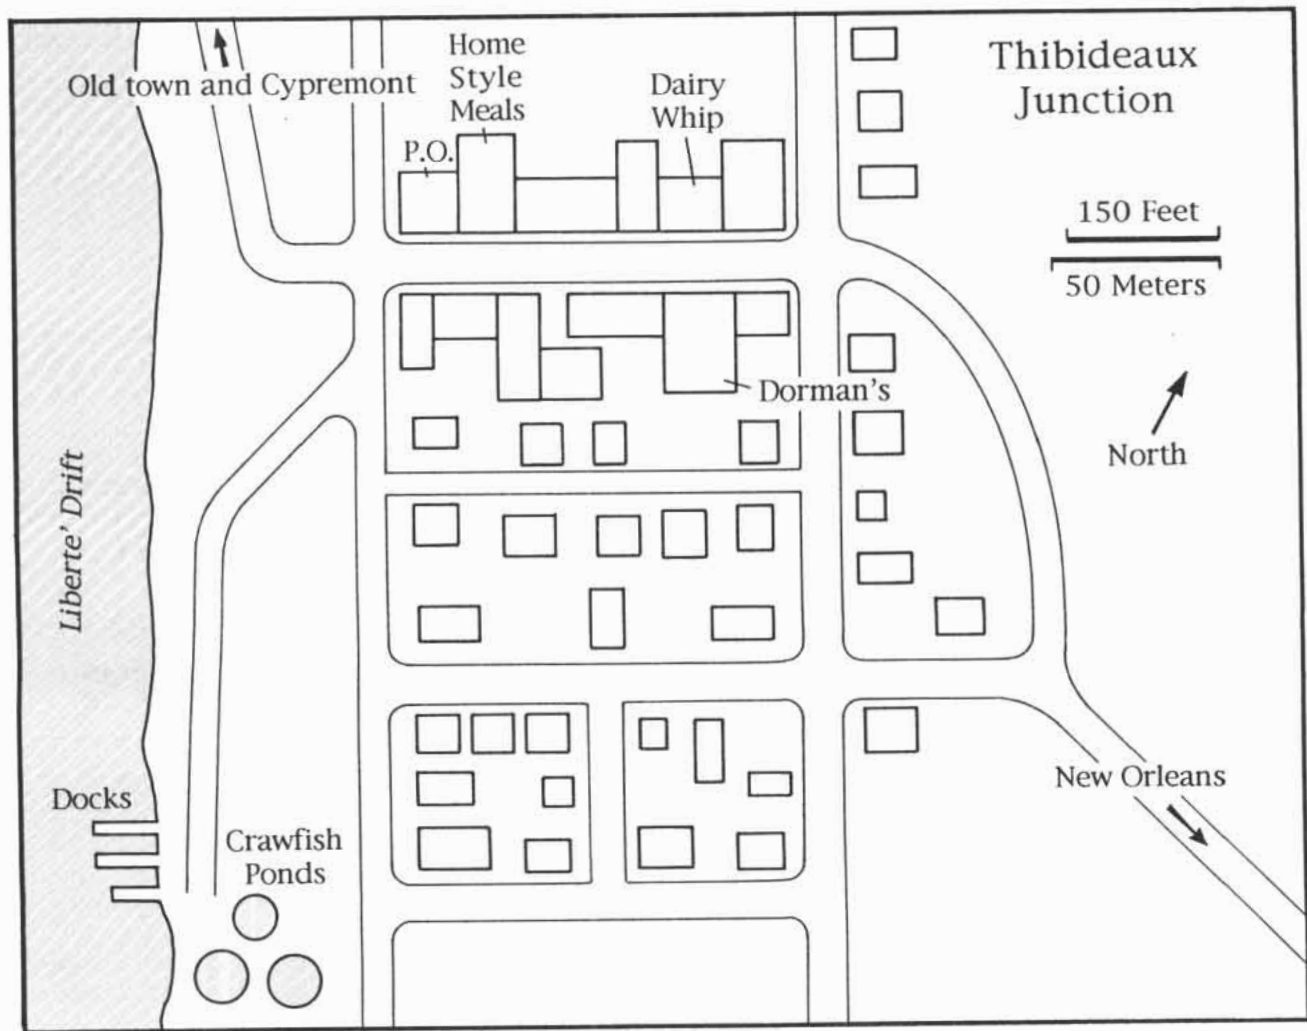 Thibideaux
Junction
Old town and Cypremont
Home
Style
Meals
P.O.
Dairy
Whip
150 Feet
50 Meters
Dorman's
North
Liberte' Drift
Docks
Crawfish
Ponds
New Orleans